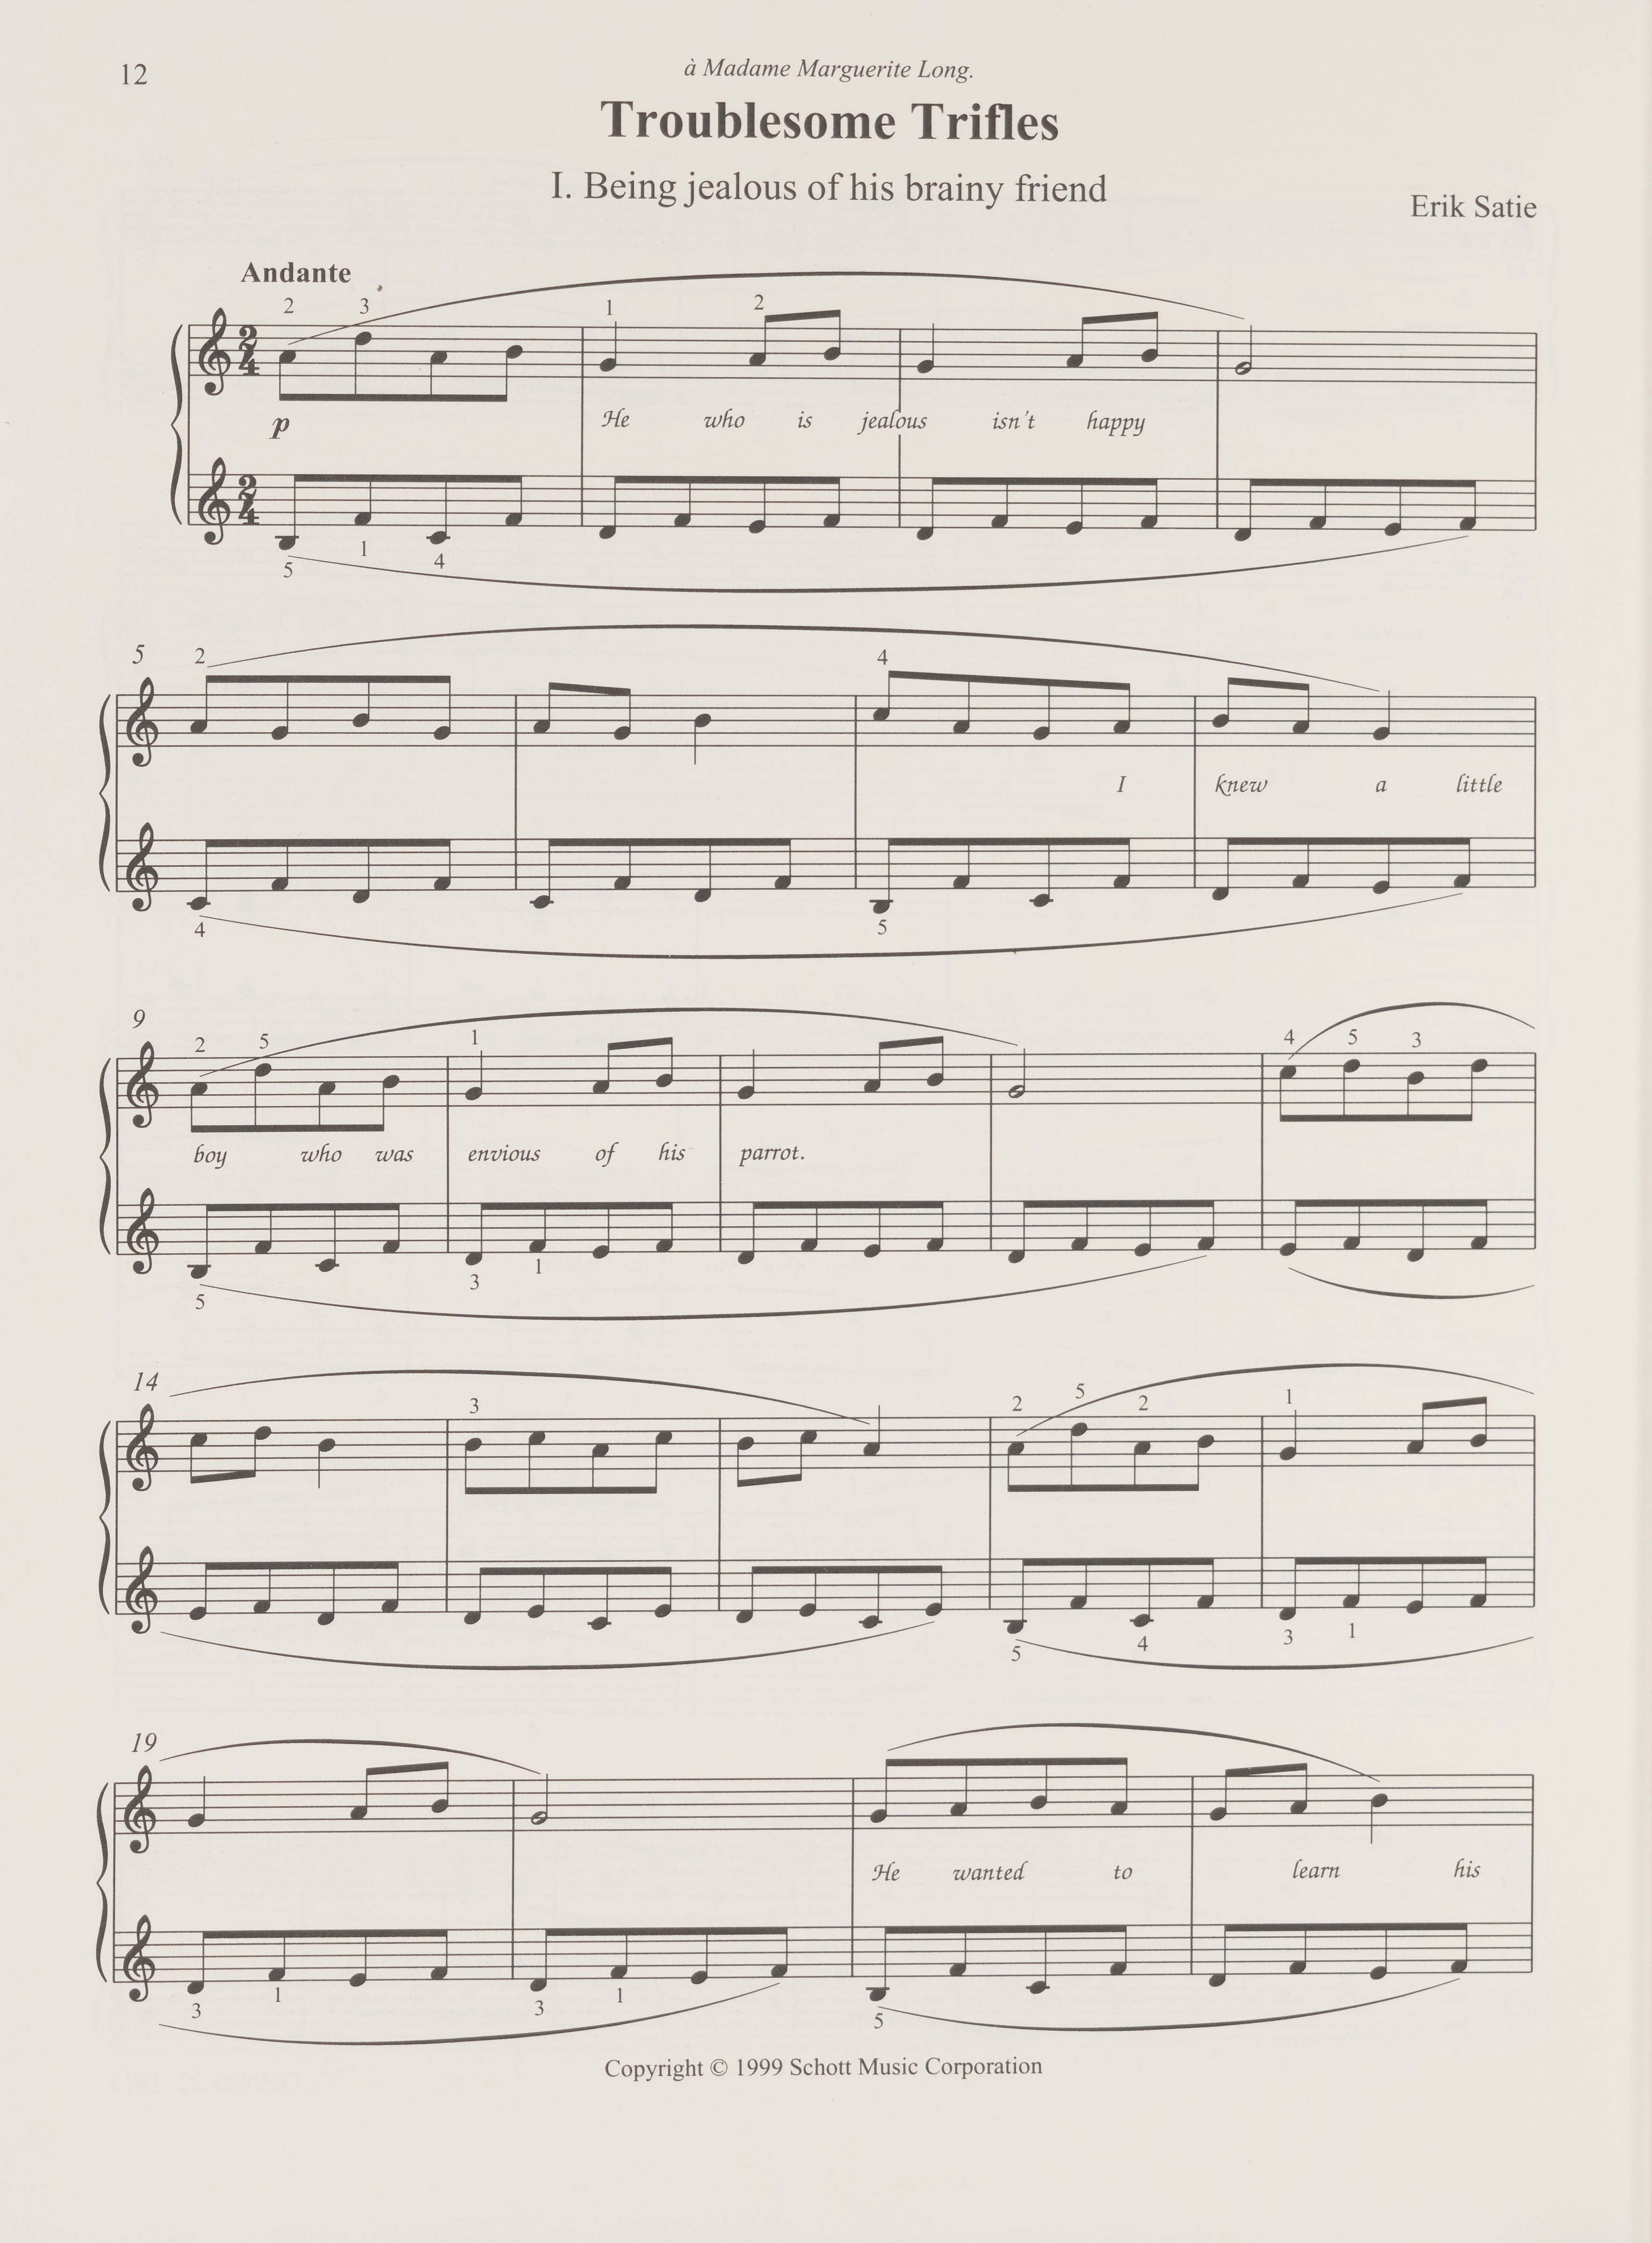 12
à Madame Marguerite Long.
Troublesome Trifles
I. Being jealous of his brainy friend
Erik Satie
Andante
2 3 1 2
2 4
p He who is jealous isn't happy
2 4
5 1 4
5 2 4
I knew a little
4 5
9 2 5 1 4 5 3
boy who was envious of his parrot.
5 3 1
14 3 2 5 2 1
5 4 3 1
19
He wanted to learn his
3 1 3 1 5
Copyright © 1999 Schott Music Corporation